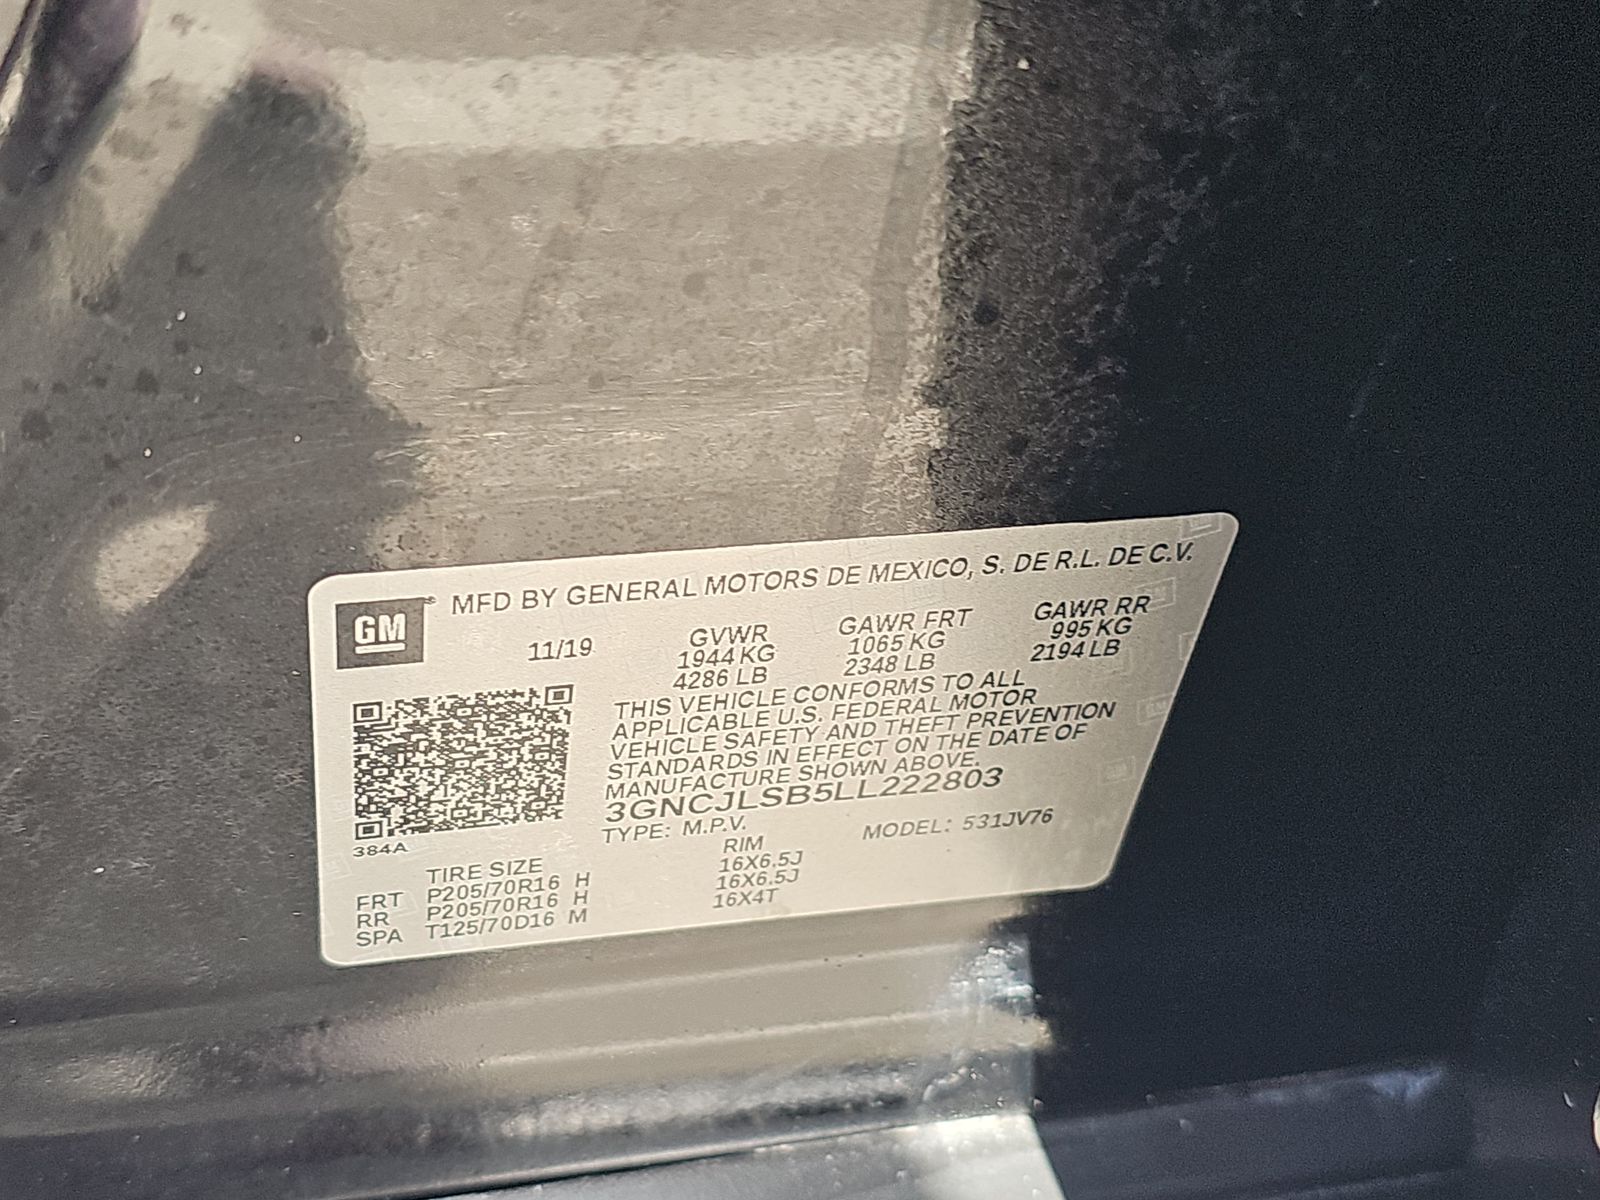 GM MFD BY GENERAL MOTORS DE MEXICO, S. DE R.L. DE C.V.
11/19 GVWR GAWR FRT GAWR RR
1944 KG 1065 KG 995 KG
4286 LB 2348 LB 2194 LB
THIS VEHICLE CONFORMS TO ALL
APPLICABLE U.S. FEDERAL MOTOR
VEHICLE SAFETY AND THEFT PREVENTION
STANDARDS IN EFFECT ON THE DATE OF
MANUFACTURE SHOWN ABOVE.
3GNCJLSB5LL222803
384A TYPE: M.P.V. MODEL: 531JV76
TIRE SIZE RIM
FRT P205/70R16 H 16X6.5J
RR P205/70R16 H 16X6.5J
SPA T125/70D16 M 16X4T